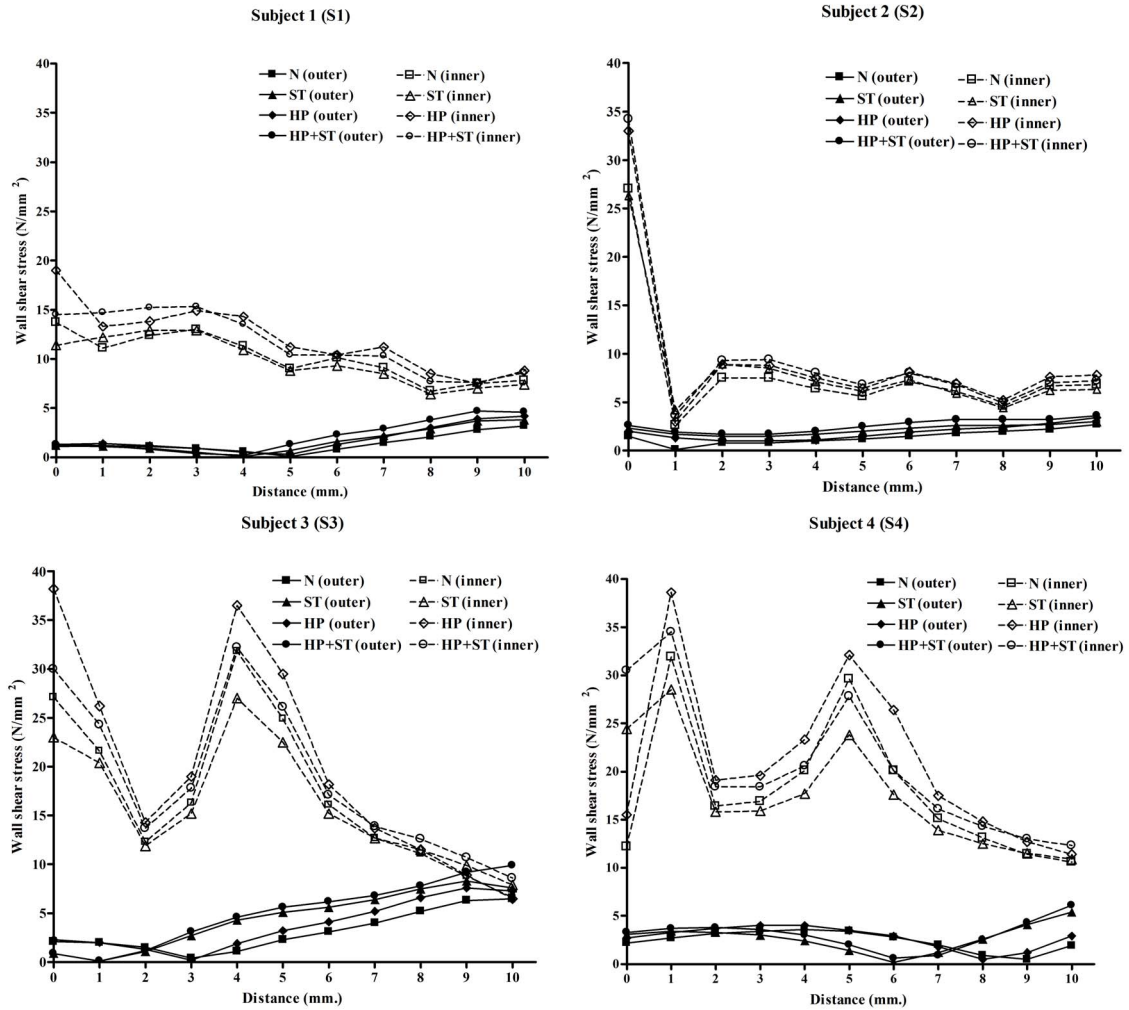 Subject 1 (S1)
N (outer) N (inner)
ST (outer) ST (inner)
HP (outer) HP (inner)
HP+ST (outer) HP+ST (inner)
Wall shear stress (N/mm 2)
40
35
30
25
20
15
10
5
0
0 1 2 3 4 5 6 7 8 9 10
Distance (mm.)
Subject 2 (S2)
N (outer) N (inner)
ST (outer) ST (inner)
HP (outer) HP (inner)
HP+ST (outer) HP+ST (inner)
Wall shear stress (N/mm 2)
40
35
30
25
20
15
10
5
0
0 1 2 3 4 5 6 7 8 9 10
Distance (mm.)
Subject 3 (S3)
N (outer) N (inner)
ST (outer) ST (inner)
HP (outer) HP (inner)
HP+ST (outer) HP+ST (inner)
Wall shear stress (N/mm 2)
40
35
30
25
20
15
10
5
0
0 1 2 3 4 5 6 7 8 9 10
Distance (mm.)
Subject 4 (S4)
N (outer) N (inner)
ST (outer) ST (inner)
HP (outer) HP (inner)
HP+ST (outer) HP+ST (inner)
Wall shear stress (N/mm 2)
40
35
30
25
20
15
10
5
0
0 1 2 3 4 5 6 7 8 9 10
Distance (mm.)